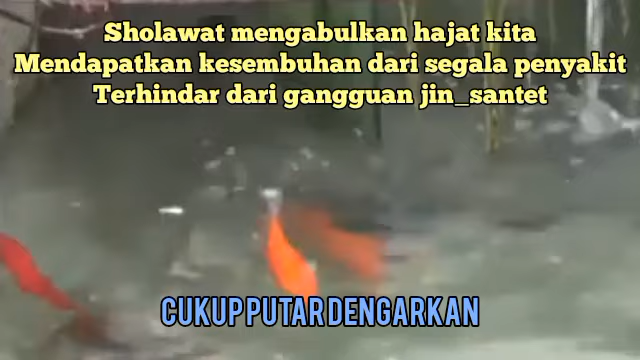 Sholawat mengabulkan hajat kita
Mendapatkan kesembuhan dari segala penyakit
Terhindar dari gangguan jin_santet
CUKUP PUTAR DENGARKAN